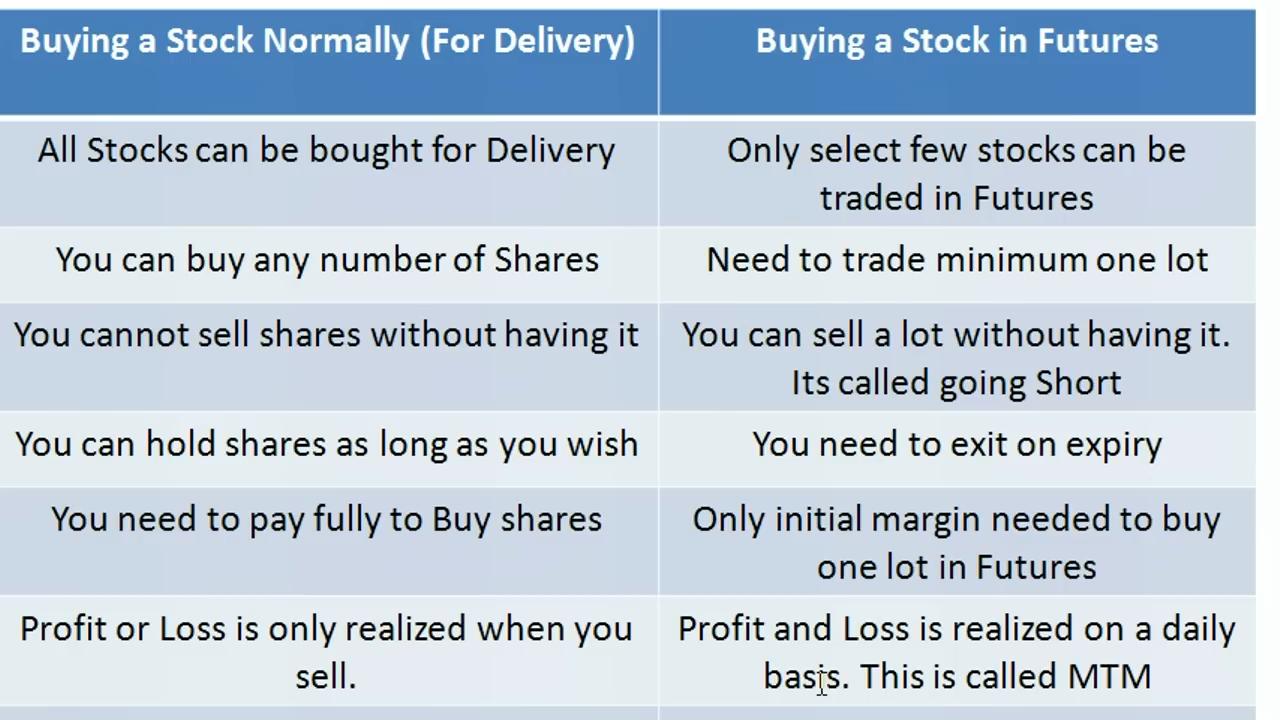 Buying a Stock Normally (For Delivery)
Buying a Stock in Futures
All Stocks can be bought for Delivery
Only select few stocks can be
traded in Futures
You can buy any number of Shares
Need to trade minimum one lot
You cannot sell shares without having it
You can sell a lot without having it.
Its called going Short
You can hold shares as long as you wish
You need to exit on expiry
You need to pay fully to Buy shares
Only initial margin needed to buy
one lot in Futures
Profit or Loss is only realized when you
sell.
Profit and Loss is realized on a daily
basis. This is called MTM